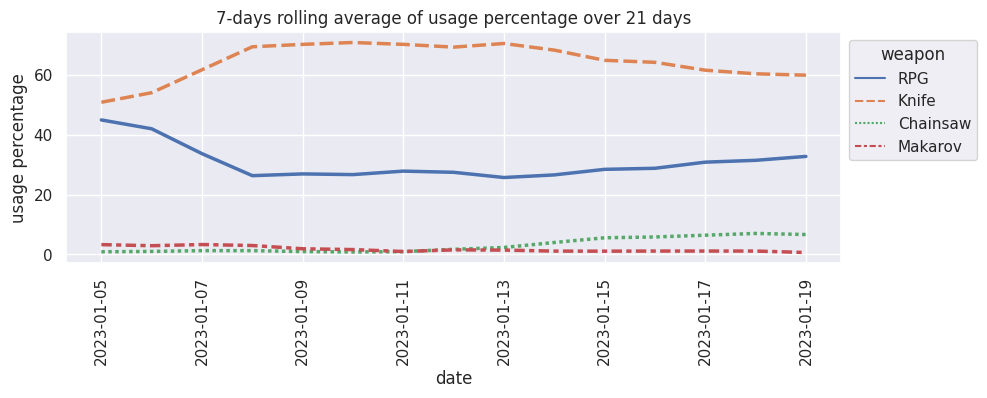 7-days rolling average of usage percentage over 21 days
usage percentage
60
40
20
0
2023-01-05
2023-01-07
2023-01-09
2023-01-11
2023-01-13
2023-01-15
2023-01-17
2023-01-19
date
weapon
RPG
Knife
Chainsaw
Makarov